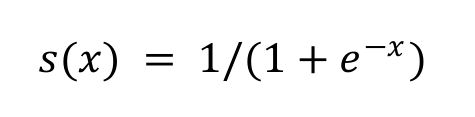 s(x) = 1/(1 + e⁻ˣ)